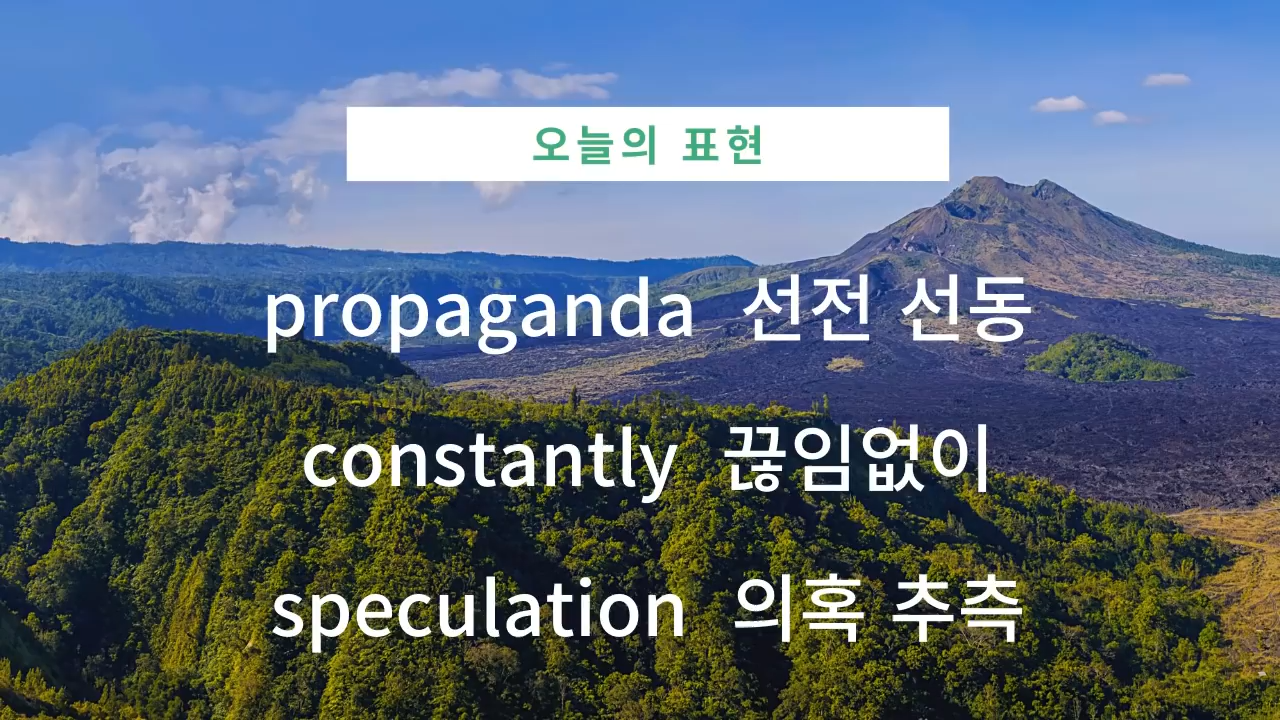 오늘의 표현
propaganda 선전 선동
constantly 끊임없이
speculation 의혹 추측